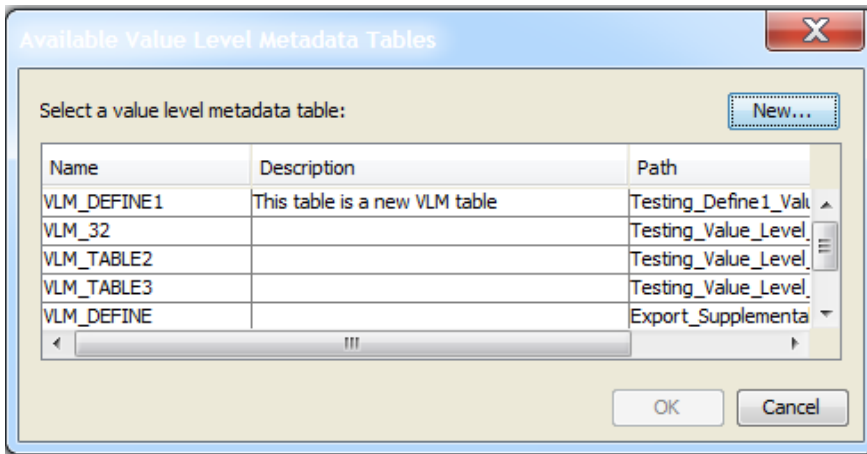 Available Value Level Metadata Tables
Select a value level metadata table:
New...
Name Description Path
VLM_DEFINE1 This table is a new VLM table Testing_Define1_Valu
VLM_32 Testing_Value_Level_
VLM_TABLE2 Testing_Value_Level_
VLM_TABLE3 Testing_Value_Level_
VLM_DEFINE Export_Supplementa
OK Cancel